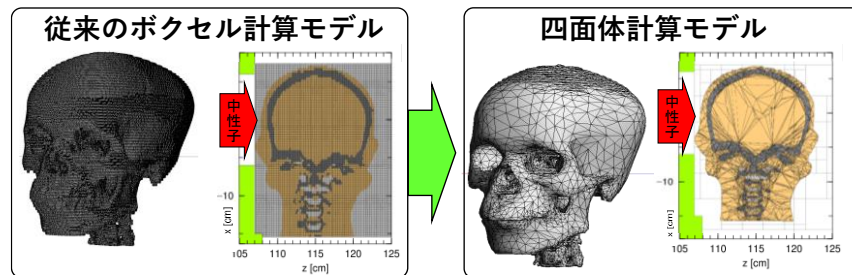 従来のボクセル計算モデル
中性子
-10
x [cm]
105 110 115 120 125
z [cm]
四面体計算モデル
中性子
-10
x [cm]
105 110 115 120 125
z [cm]